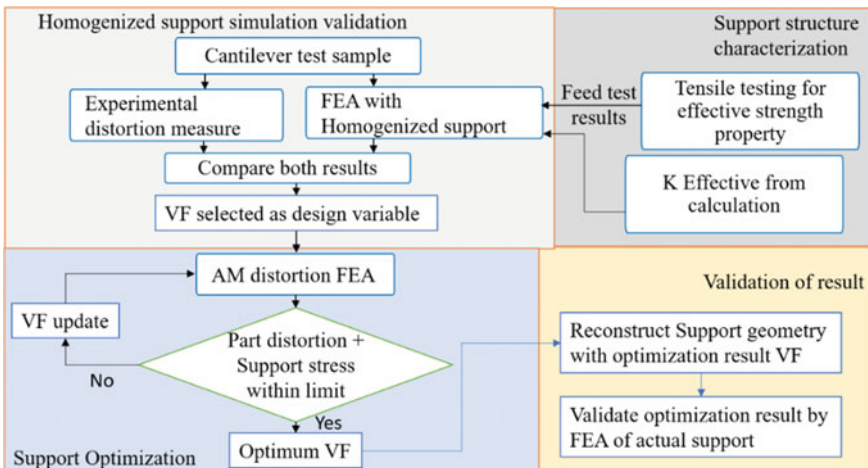 Homogenized support simulation validation
Cantilever test sample
Experimental
distortion measure
FEA with
Homogenized support
Compare both results
VF selected as design variable
Support structure
characterization
Feed test
results
Tensile testing for
effective strength
property
K Effective from
calculation
AM distortion FEA
VF update
Part distortion +
Support stress
within limit
No
Yes
Optimum VF
Support Optimization
Validation of result
Reconstruct Support geometry
with optimization result VF
Validate optimization result by
FEA of actual support